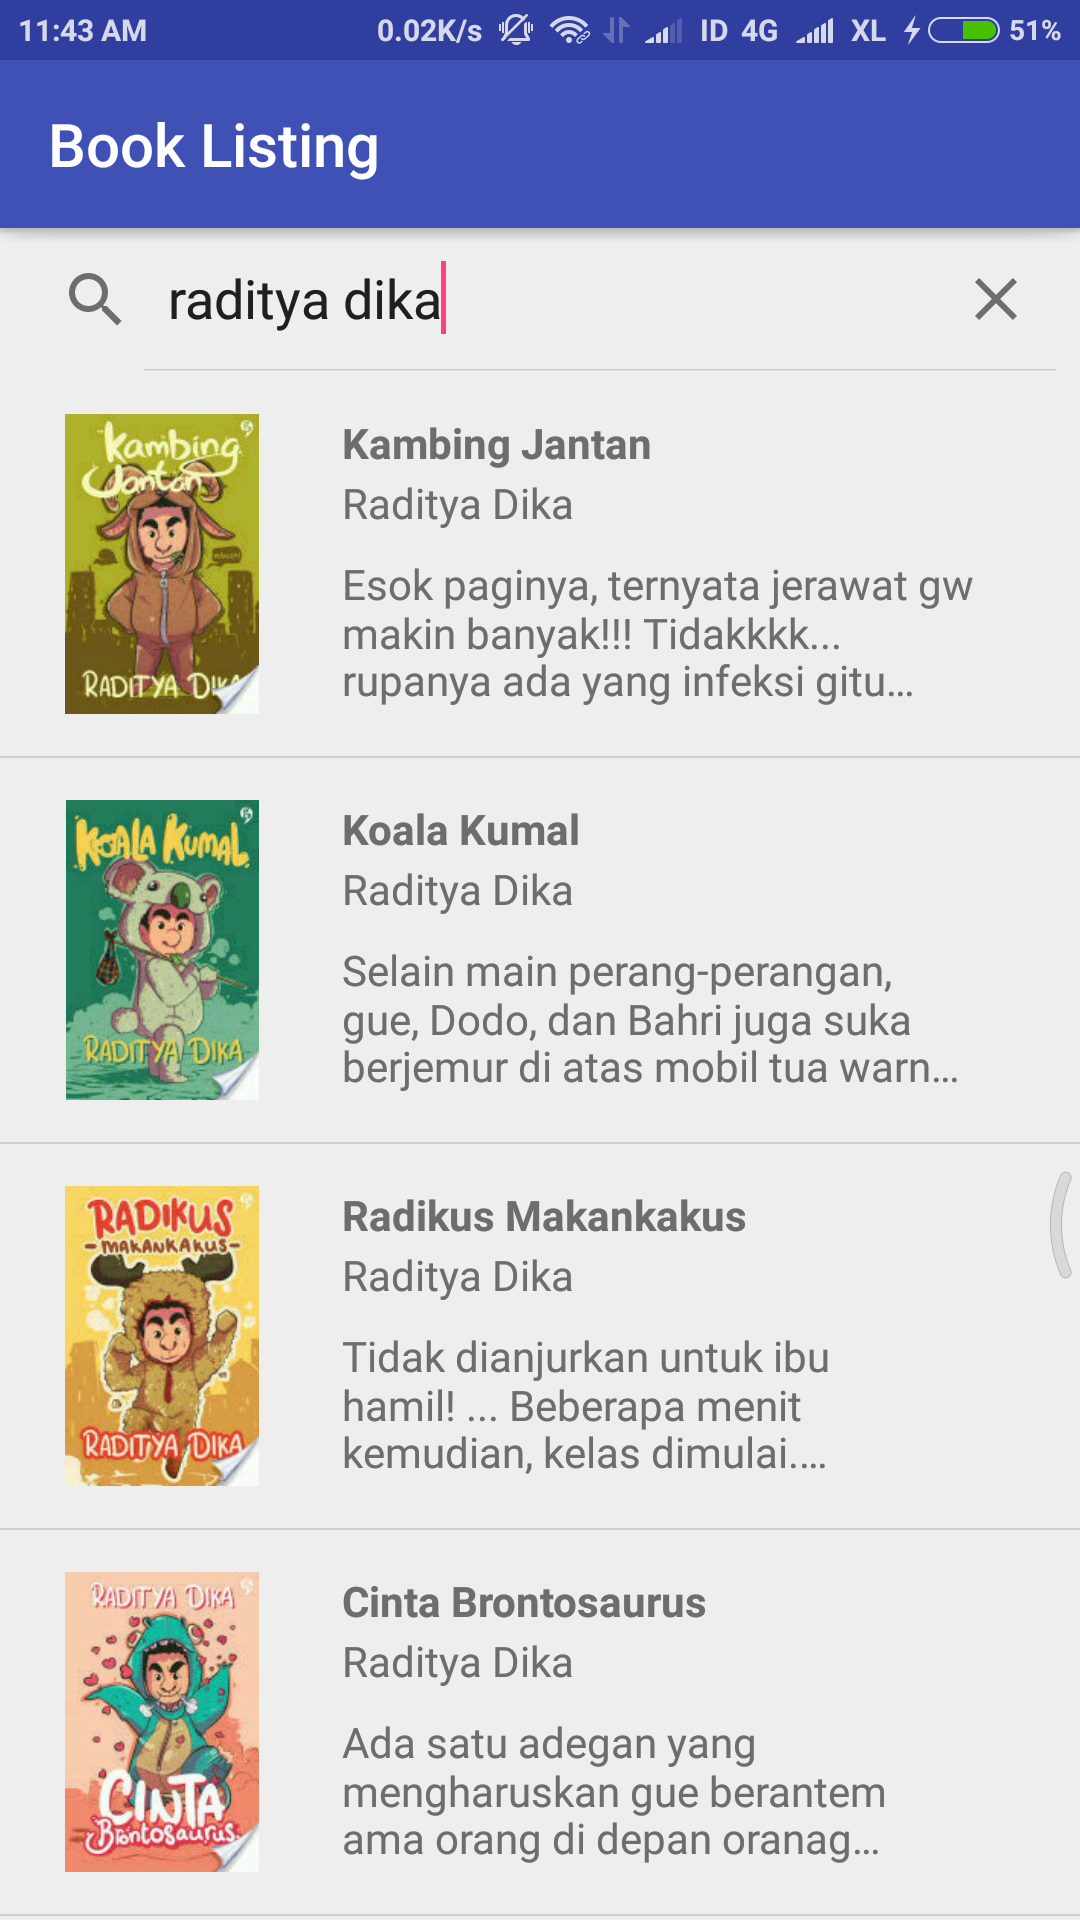 11:43 AM 0.02K/s ID 4G XL 51%
Book Listing
raditya dika
Kambing
Jantan
RADITYA DIKA
Kambing Jantan
Raditya Dika
Esok paginya, ternyata jerawat gw
makin banyak!!! Tidakkkk...
rupanya ada yang infeksi gitu…
KOALA KUMAL
RADITYA DIKA
Koala Kumal
Raditya Dika
Selain main perang-perangan,
gue, Dodo, dan Bahri juga suka
berjemur di atas mobil tua warn…
RADIKUS
-MAKANKAKUS-
RADITYA DIKA
Radikus Makankakus
Raditya Dika
Tidak dianjurkan untuk ibu
hamil! ... Beberapa menit
kemudian, kelas dimulai.…
RADITYA DIKA
CINTA
Brontosaurus
Cinta Brontosaurus
Raditya Dika
Ada satu adegan yang
mengharuskan gue berantem
ama orang di depan oranag…